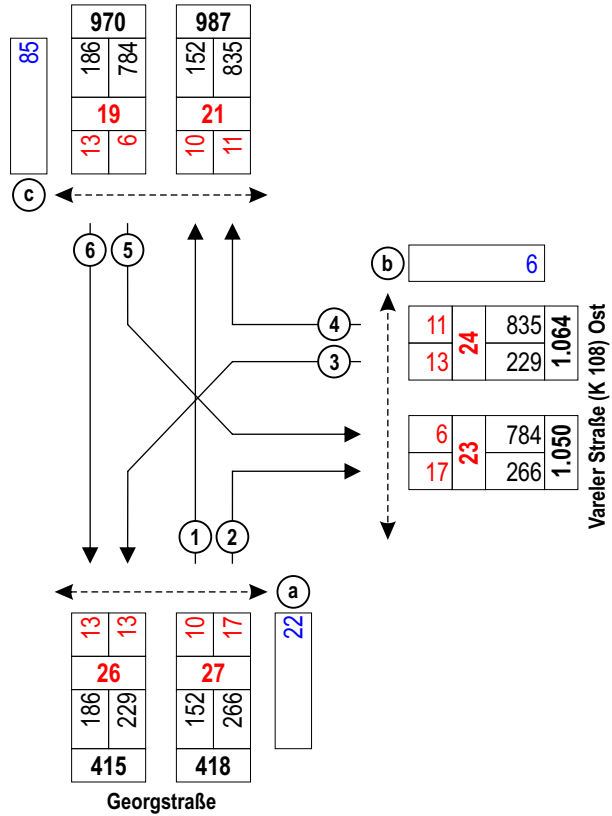 970 987
85 186 784 152 835
19 21
13 6 10 11
c
6 5
b 6
4 11 24 835 1.064
3 13 229
6 23 784 1.050
17 266
Vareler Straße (K 108) Ost
1 2
a
13 13 10 17 22
26 27
186 229 152 266
415 418
Georgstraße